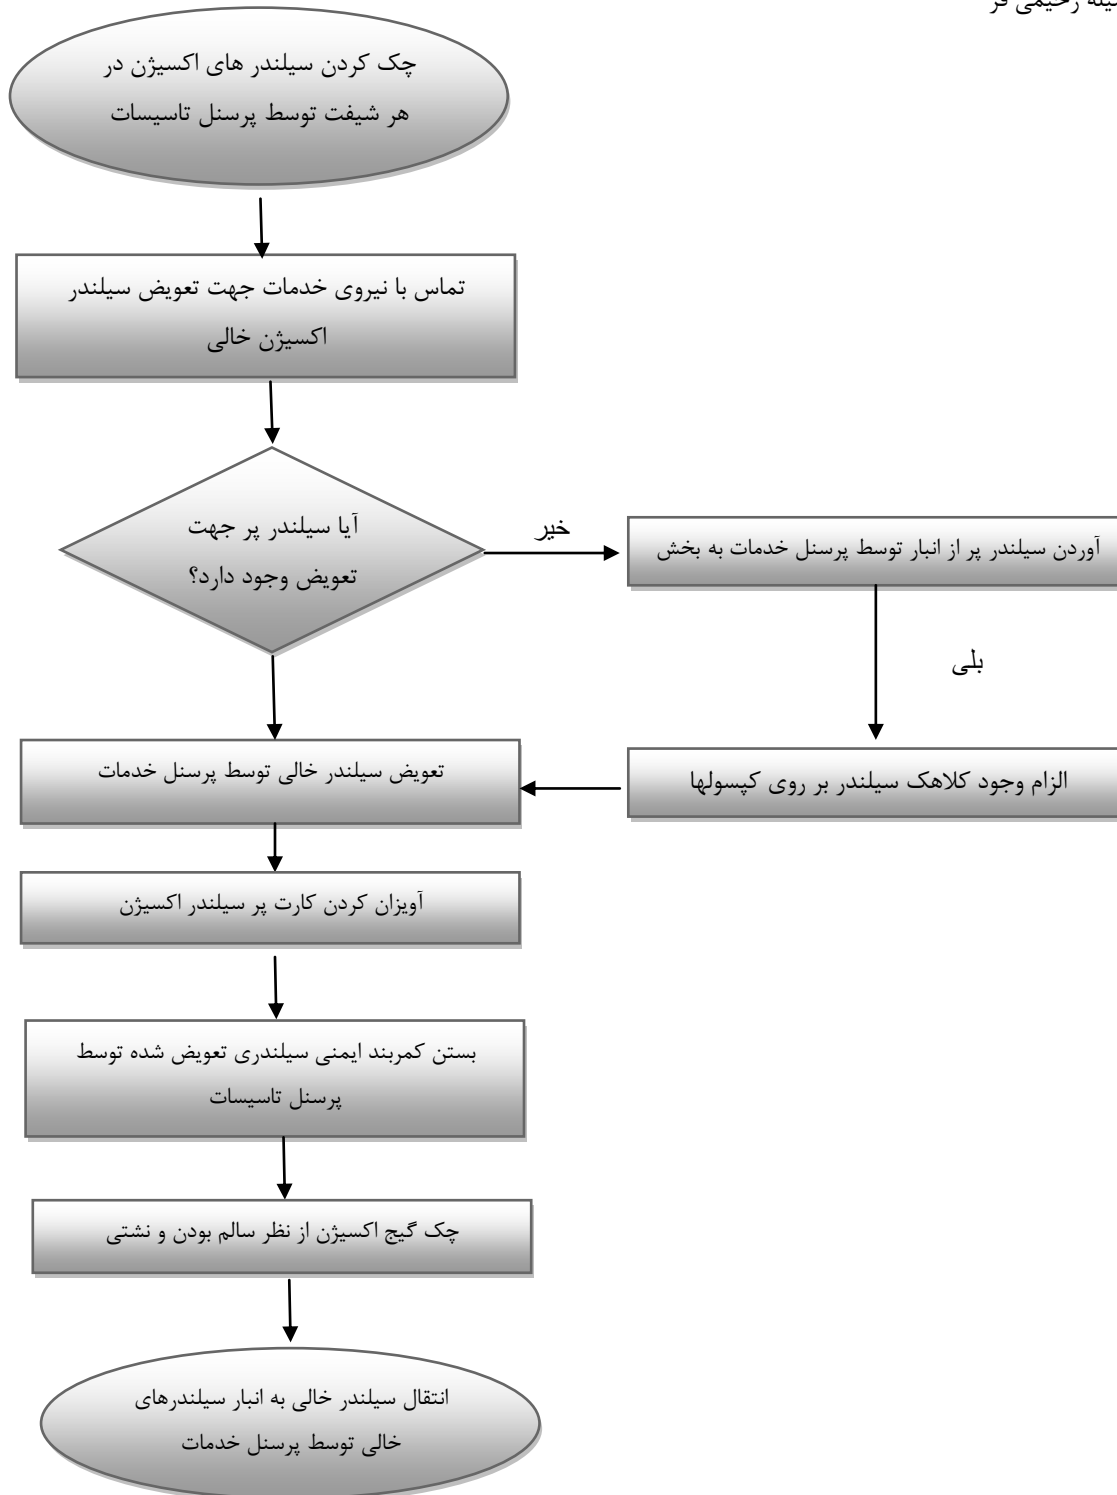 رحیمی فر
چک کردن سیلندر های اکسیژن در
هر شیفت توسط پرسنل تاسیسات
تماس با نیروی خدمات جهت تعویض سیلندر
اکسیژن خالی
آیا سیلندر پر جهت
تعویض وجود دارد؟
خیر
آوردن سیلندر پر از انبار توسط پرسنل خدمات به بخش
بلی
الزام وجود کلاهک سیلندر بر روی کپسولها
تعویض سیلندر خالی توسط پرسنل خدمات
آویزان کردن کارت پر سیلندر اکسیژن
بستن کمربند ایمنی سیلندری تعویض شده توسط
پرسنل تاسیسات
چک گیج اکسیژن از نظر سالم بودن و نشتی
انتقال سیلندر خالی به انبار سیلندرهای
خالی توسط پرسنل خدمات